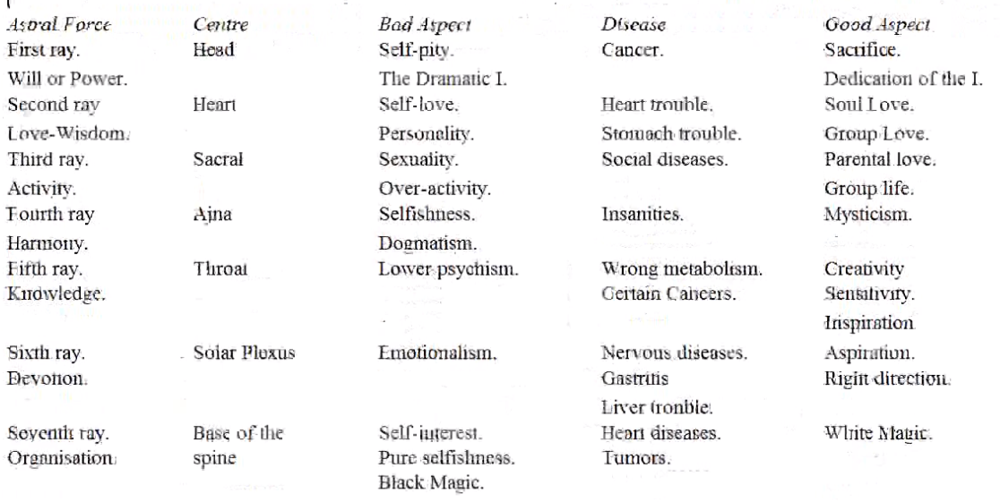 Astral Force Centre Bad Aspect Disease Good Aspect
First ray. Head Self-pity. Cancer. Sacrifice.
Will or Power. The Dramatic I. Dedication of the I.
Second ray Heart Self-love. Heart trouble. Soul Love.
Love-Wisdom. Personality. Stomach trouble. Group Love.
Third ray. Sacral Sexuality. Social diseases. Parental love.
Activity. Over-activity. Group life.
Fourth ray Ajna Selfishness. Insanities. Mysticism.
Harmony. Dogmatism.
Fifth ray. Throat Lower psychism. Wrong metabolism. Creativity
Knowledge. Certain Cancers. Sensitivity.
Inspiration
Sixth ray. Solar Plexus Emotionalism. Nervous diseases. Aspiration.
Devotion. Gastritis Right direction.
Liver trouble.
Seventh ray. Base of the Self-interest. Heart diseases. White Magic.
Organisation. spine Pure selfishness. Tumors.
Black Magic.